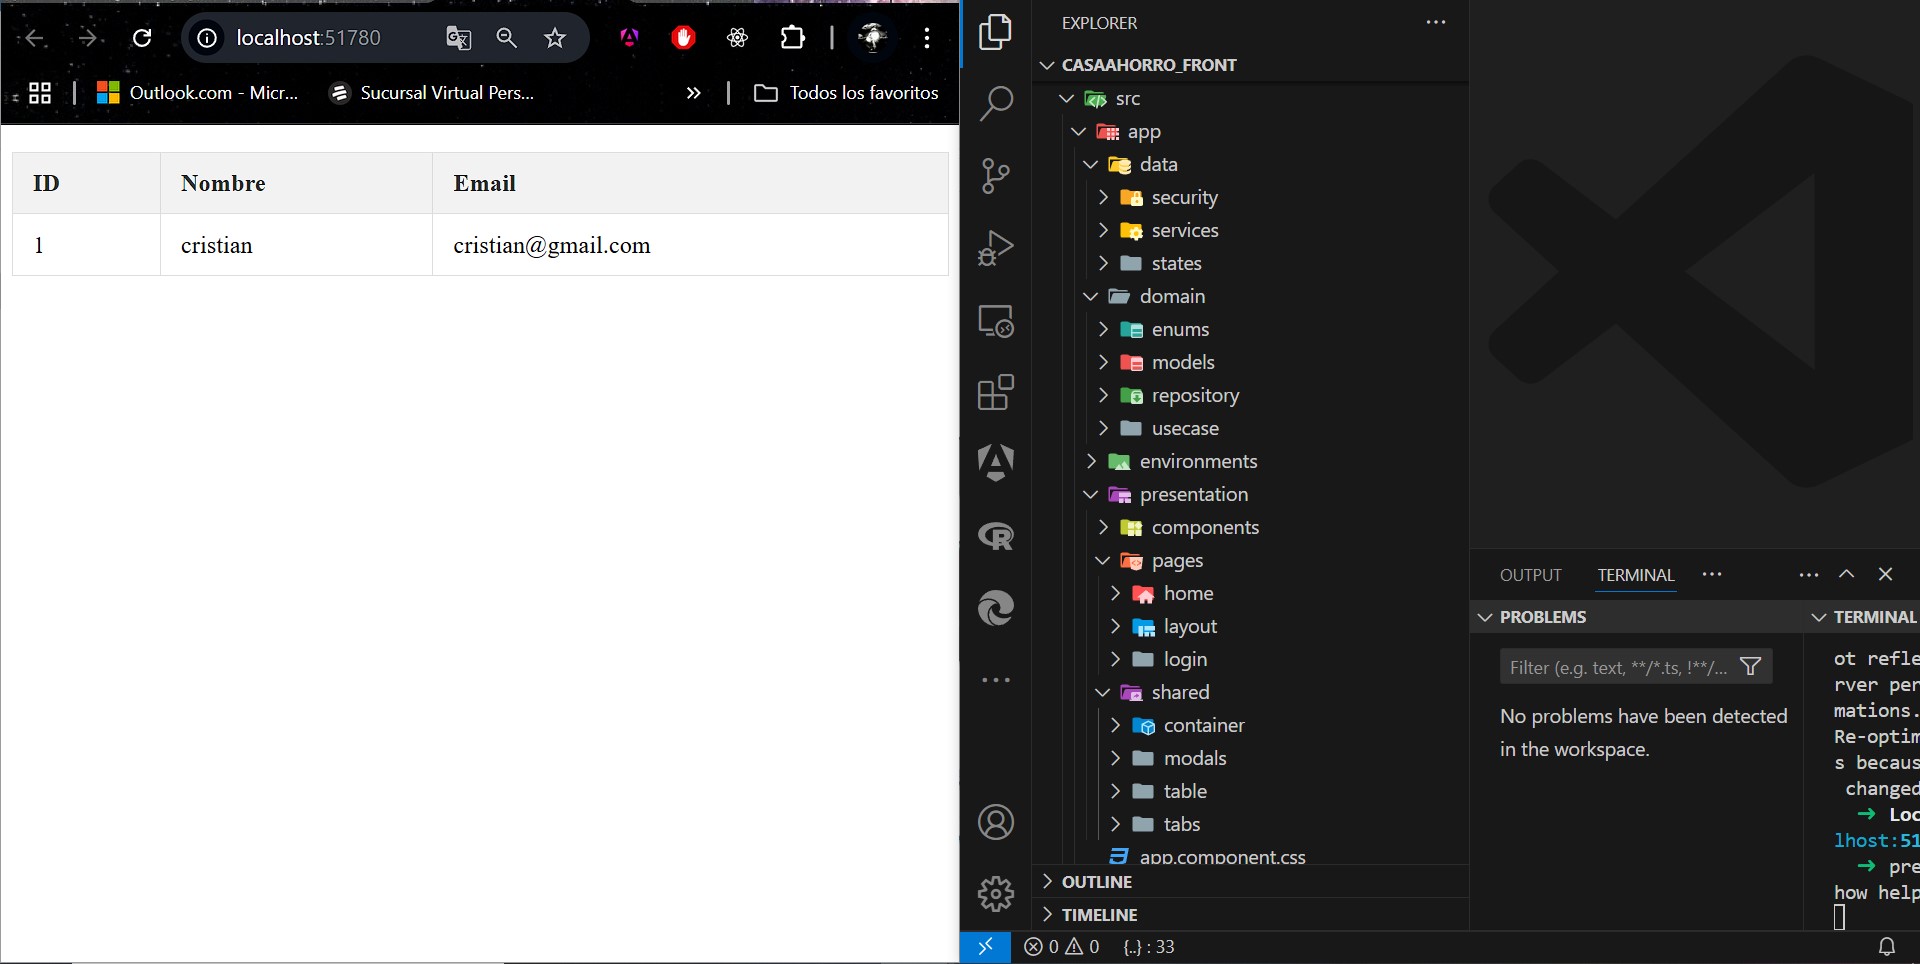 localhost:51780
Outlook.com - Micr...
Sucursal Virtual Pers...
»
Todos los favoritos
ID Nombre Email
1 cristian cristian@gmail.com
EXPLORER
CASAAHORRO_FRONT
src
app
data
security
services
states
domain
enums
models
repository
usecase
environments
presentation
components
pages
home
layout
login
shared
container
modals
table
tabs
app.component.css
OUTLINE
TIMELINE
OUTPUT TERMINAL
PROBLEMS
Filter (e.g. text, **/*.ts, !**/...
No problems have been detected
in the workspace.
TERMINAL
ot refle
rver per
mations.
Re-optim
s becaus
changed
➜ Loc
lhost:51
➜ pre
how help
0 0 {..} : 33